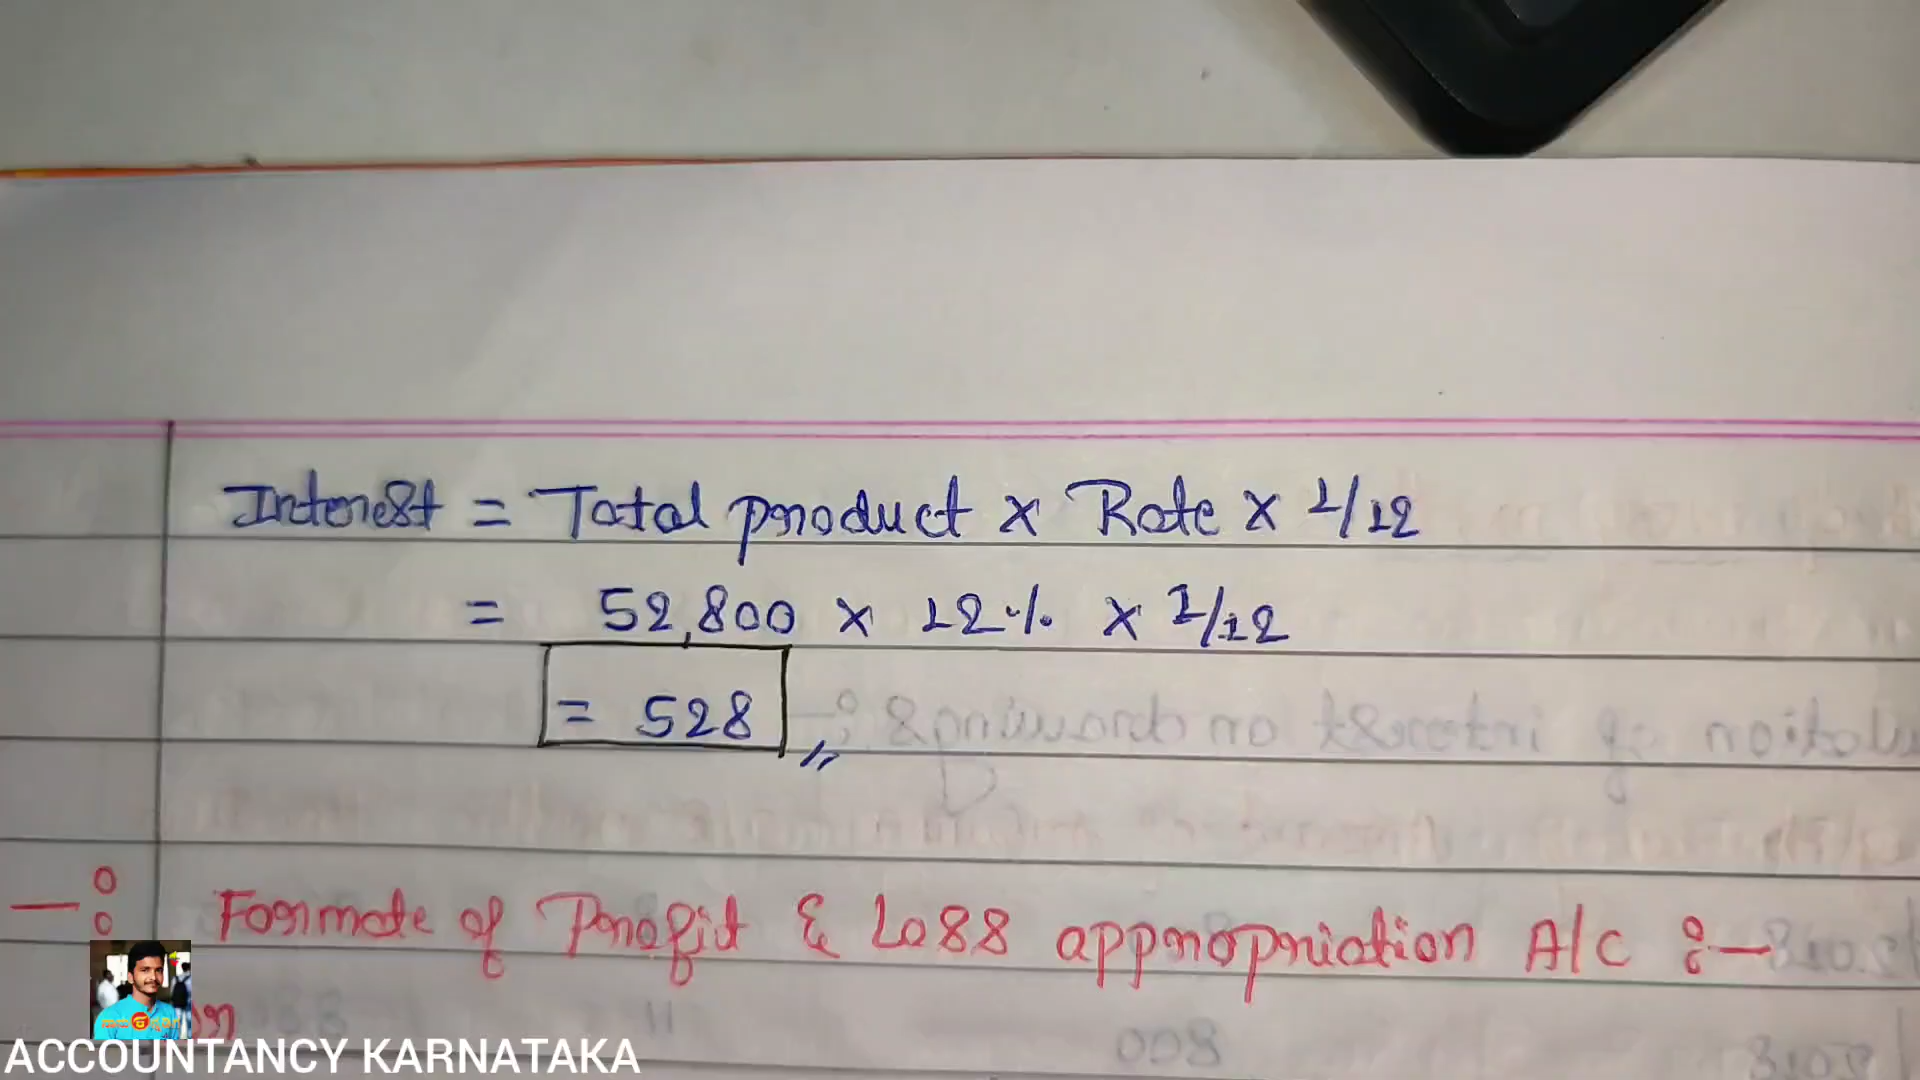 Interest = Total product x Rate x 1/12
= 52,800 x 12% x 1/12
= 528
Formate of Profit & Loss appropriation A/C :-
ACCOUNTANCY KARNATAKA